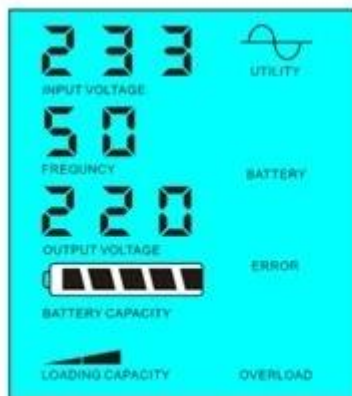 233
INPUT VOLTAGE
UTILITY
50
FREQUNCY
BATTERY
220
OUTPUT VOLTAGE
ERROR
BATTERY CAPACITY
LOADING CAPACITY
OVERLOAD